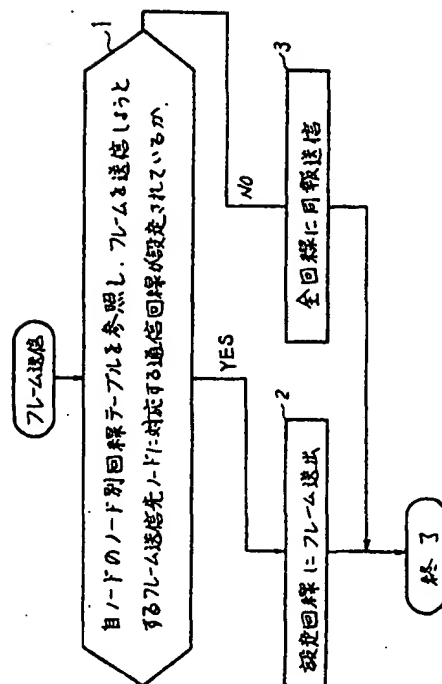 フレーム送信
1
自ノードのノード別回線テーブルを参照し、フレームを送信しようと
するフレーム送信先ノードに対応する通信回線が設定されているか.
YES
NO
2
設定回線にフレーム送出
3
全回線に同報送信
終了